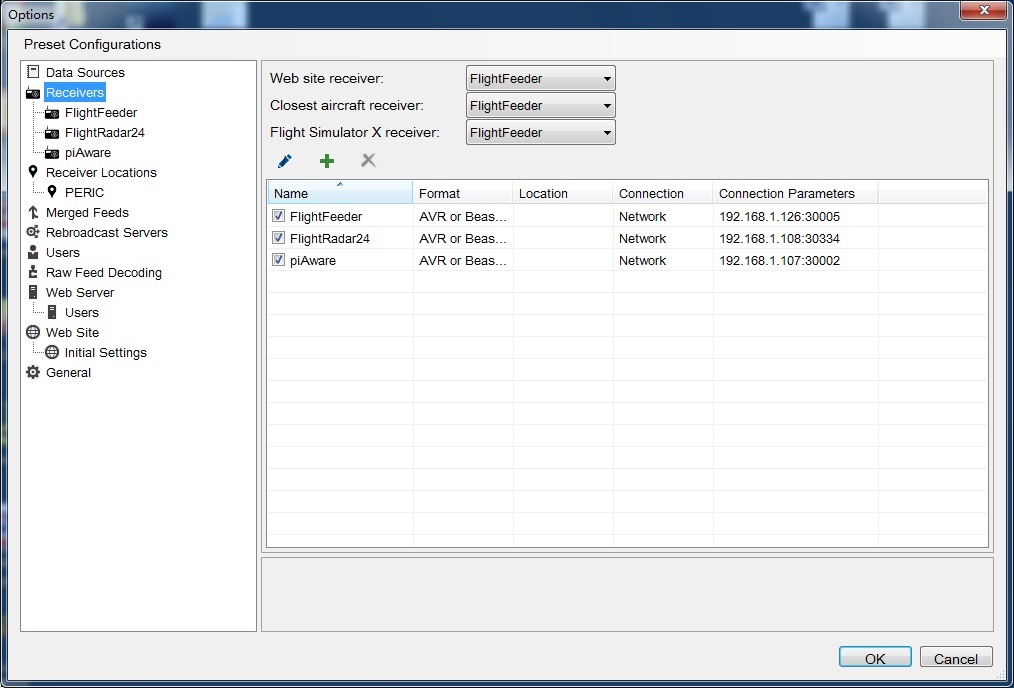 Options
Preset Configurations
Data Sources
Receivers
FlightFeeder
FlightRadar24
piAware
Receiver Locations
PERIC
Merged Feeds
Rebroadcast Servers
Users
Raw Feed Decoding
Web Server
Users
Web Site
Initial Settings
General
Web site receiver: FlightFeeder
Closest aircraft receiver: FlightFeeder
Flight Simulator X receiver: FlightFeeder
Name Format Location Connection Connection Parameters
FlightFeeder AVR or Beas... Network 192.168.1.126:30005
FlightRadar24 AVR or Beas... Network 192.168.1.108:30334
piAware AVR or Beas... Network 192.168.1.107:30002
OK Cancel